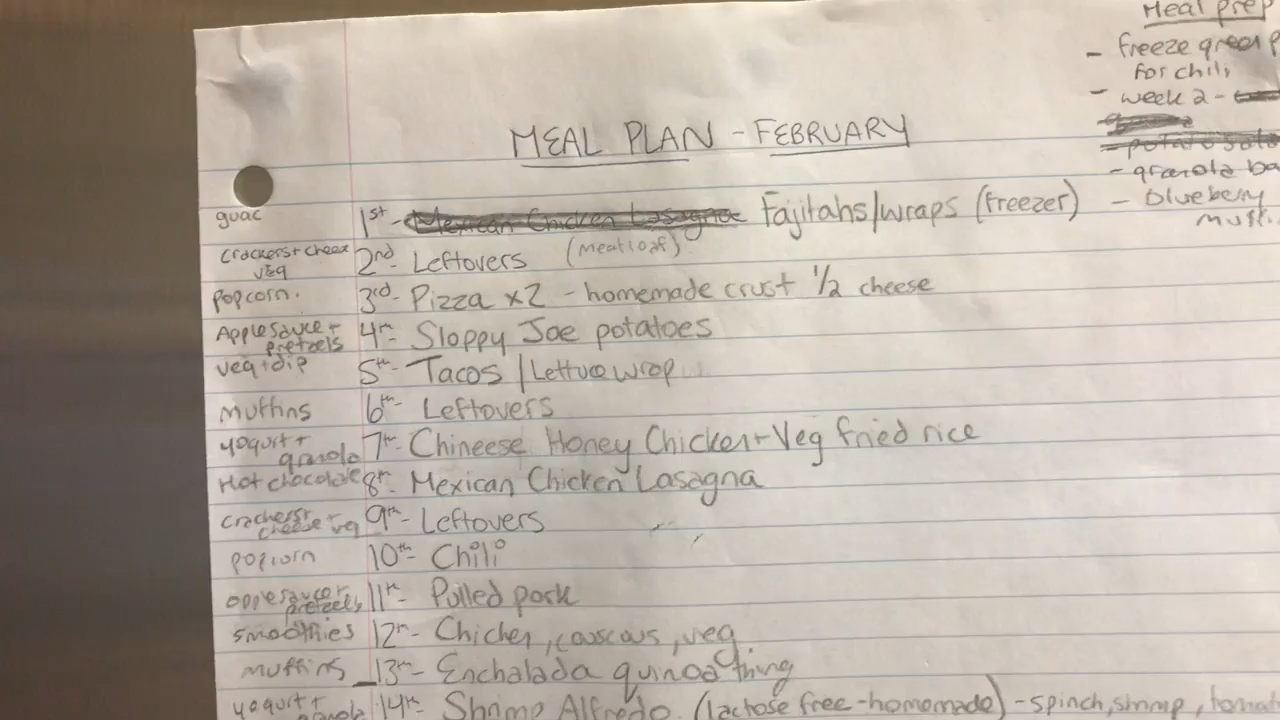 Meal prep
- freeze green
for chili
- week 2 -
- potato
- granola
- blueberry
MEAL PLAN - FEBRUARY
guac 1st - Mexican Chicken Lasagna Fajitahs/wraps (freezer)
crackers + cheese 2nd - Leftovers (meatloaf)
veg
popcorn. 3rd - Pizza x2 - homemade crust 1/2 cheese
Applesauce + 4th - Sloppy Joe potatoes
pretzels
veg + dip 5th - Tacos / Lettuce wrap
muffins 6th - Leftovers
yogurt + 7th - Chineese Honey Chicken + Veg fried rice
granola
Hot chocolate 8th - Mexican Chicken Lasagna
crackers + 9th - Leftovers
cheese + veg
popcorn 10th - Chili
applesauce + 11th - Pulled pork
pretzels
smoothies 12th - Chicken, couscous, veg
muffins 13th - Enchalada quinoa thing
yogurt + 14th - Shrimp Alfredo (lactose free - homemade) - spinch, shrimp,
granola